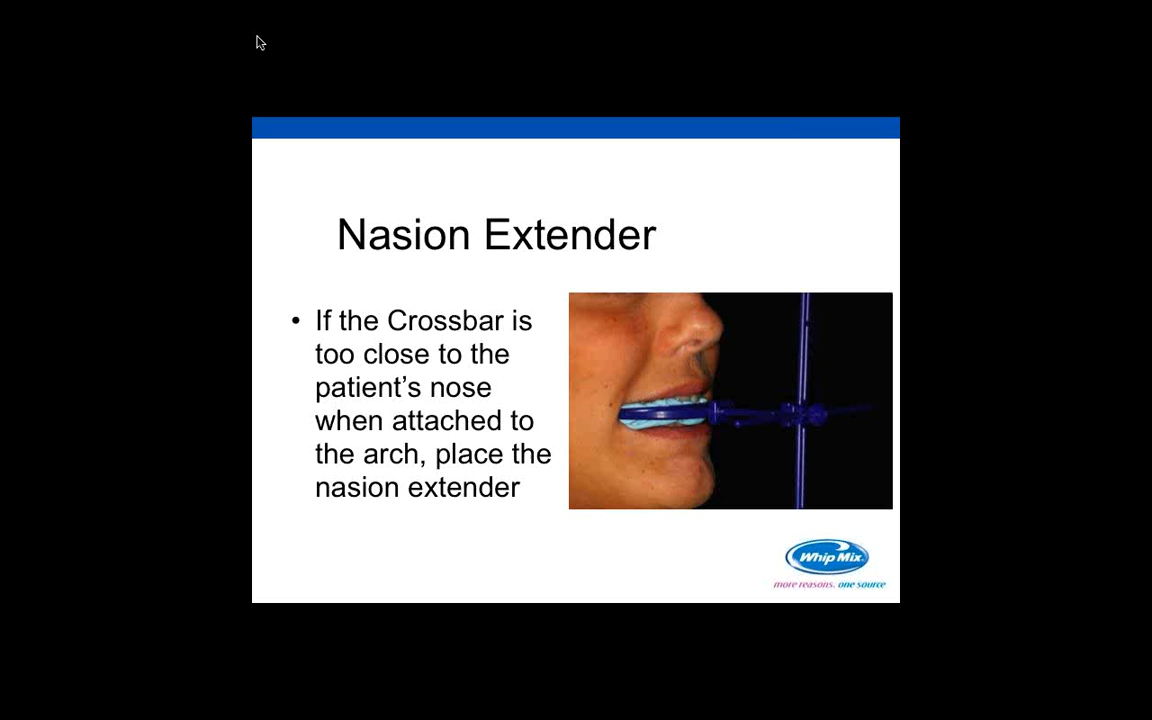 Nasion Extender
• If the Crossbar is
too close to the
patient’s nose
when attached to
the arch, place the
nasion extender
Whip Mix
more reasons. one source